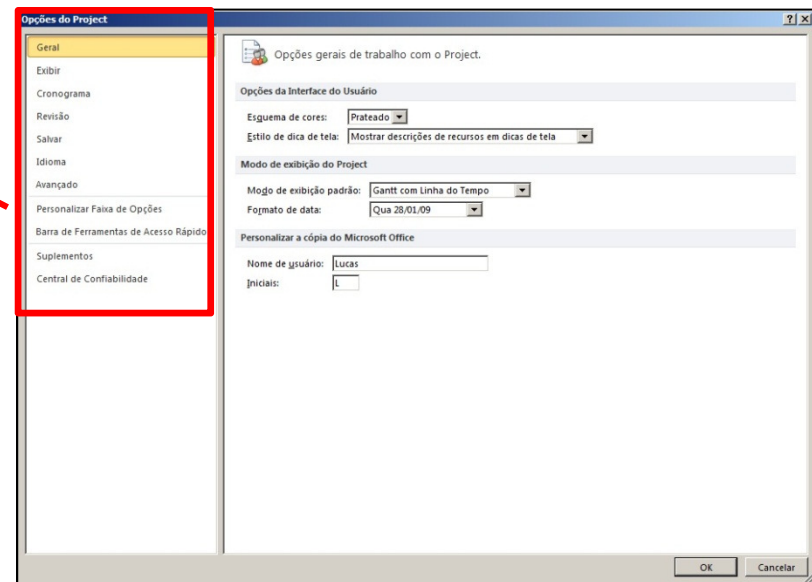 Opções do Project
Geral
Exibir
Cronograma
Revisão
Salvar
Idioma
Avançado
Personalizar Faixa de Opções
Barra de Ferramentas de Acesso Rápido
Suplementos
Central de Confiabilidade
Opções gerais de trabalho com o Project.
Opções da Interface do Usuário
Esquema de cores: Prateado
Estilo de dica de tela: Mostrar descrições de recursos em dicas de tela
Modo de exibição do Project
Modo de exibição padrão: Gantt com Linha do Tempo
Formato de data: Qua 28/01/09
Personalizar a cópia do Microsoft Office
Nome de usuário: Lucas
Iniciais: L
OK Cancelar